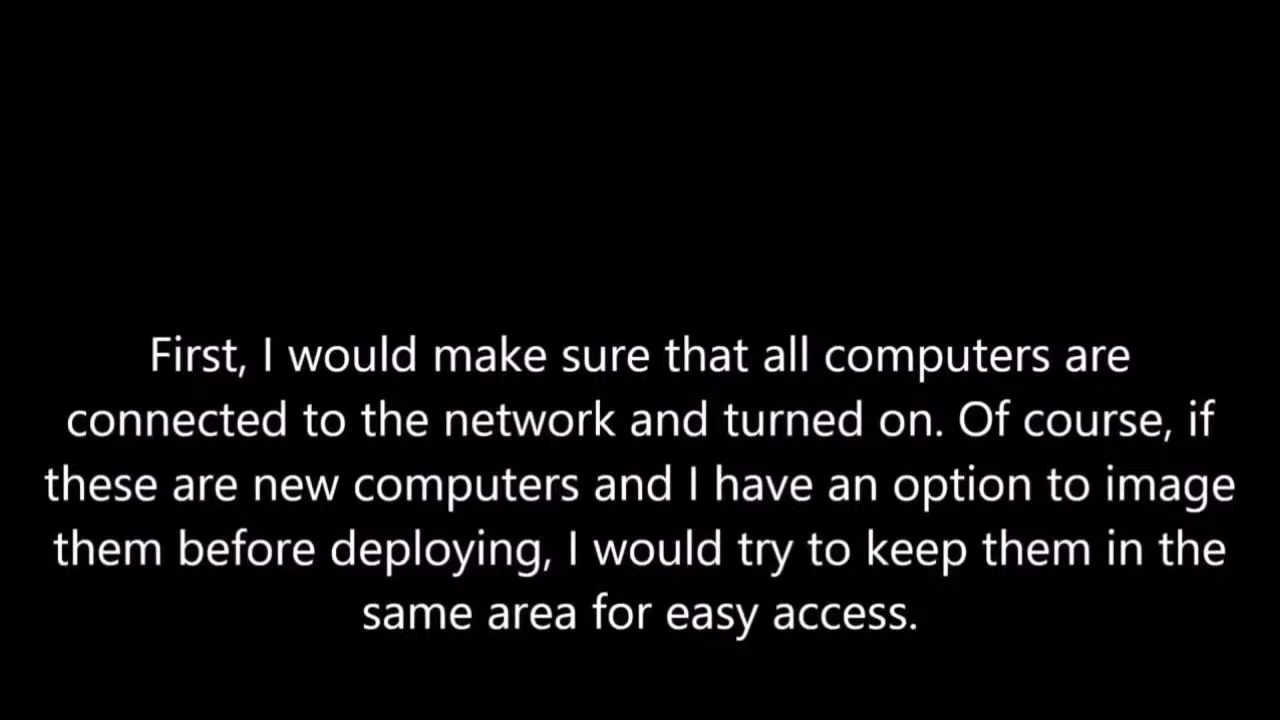 First, I would make sure that all computers are
connected to the network and turned on. Of course, if
these are new computers and I have an option to image
them before deploying, I would try to keep them in the
same area for easy access.